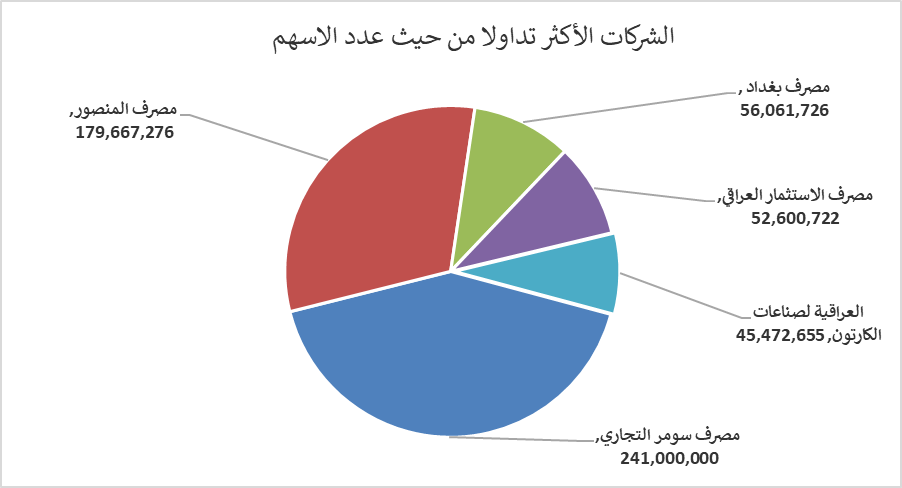 الشركات الأكثر تداولا من حيث عدد الاسهم
مصرف بغداد ,
56,061,726
مصرف المنصور,
179,667,276
مصرف الاستثمار العراقي,
52,600,722
العراقية لصناعات
الكارتون, 45,472,655
مصرف سومر التجاري,
241,000,000